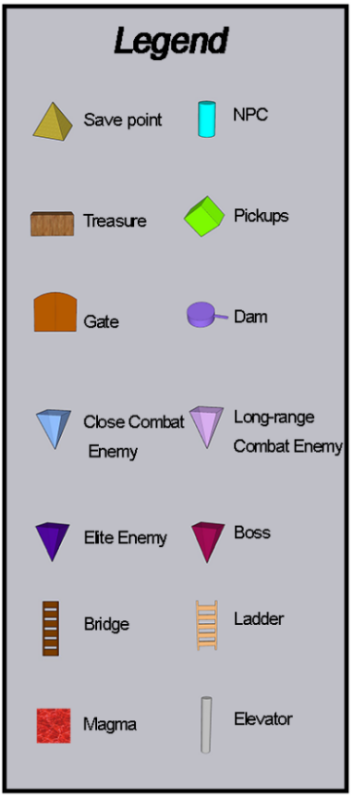 Legend
Save point
NPC
Treasure
Pickups
Gate
Dam
Close Combat
Enemy
Long-range
Combat Enemy
Elite Enemy
Boss
Bridge
Ladder
Magma
Elevator